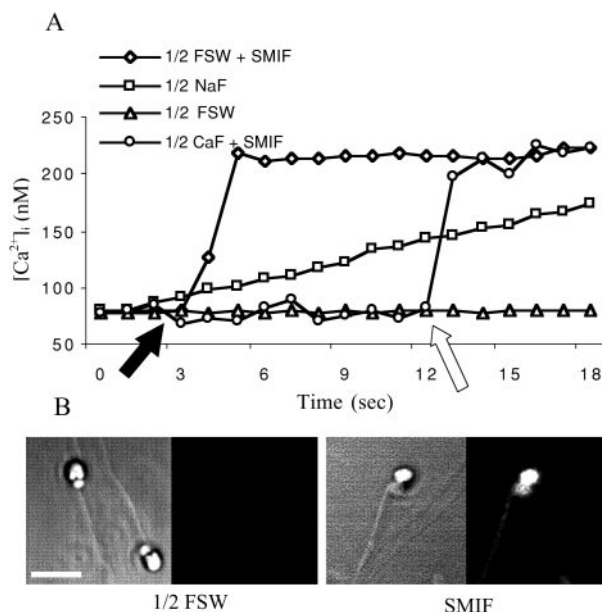 A
1/2 FSW + SMIF
1/2 NaF
1/2 FSW
1/2 CaF + SMIF
[Ca²⁺]ᵢ (nM)
250
200
150
100
50
0 3 6 9 12 15 18
Time (sec)
B
1/2 FSW SMIF